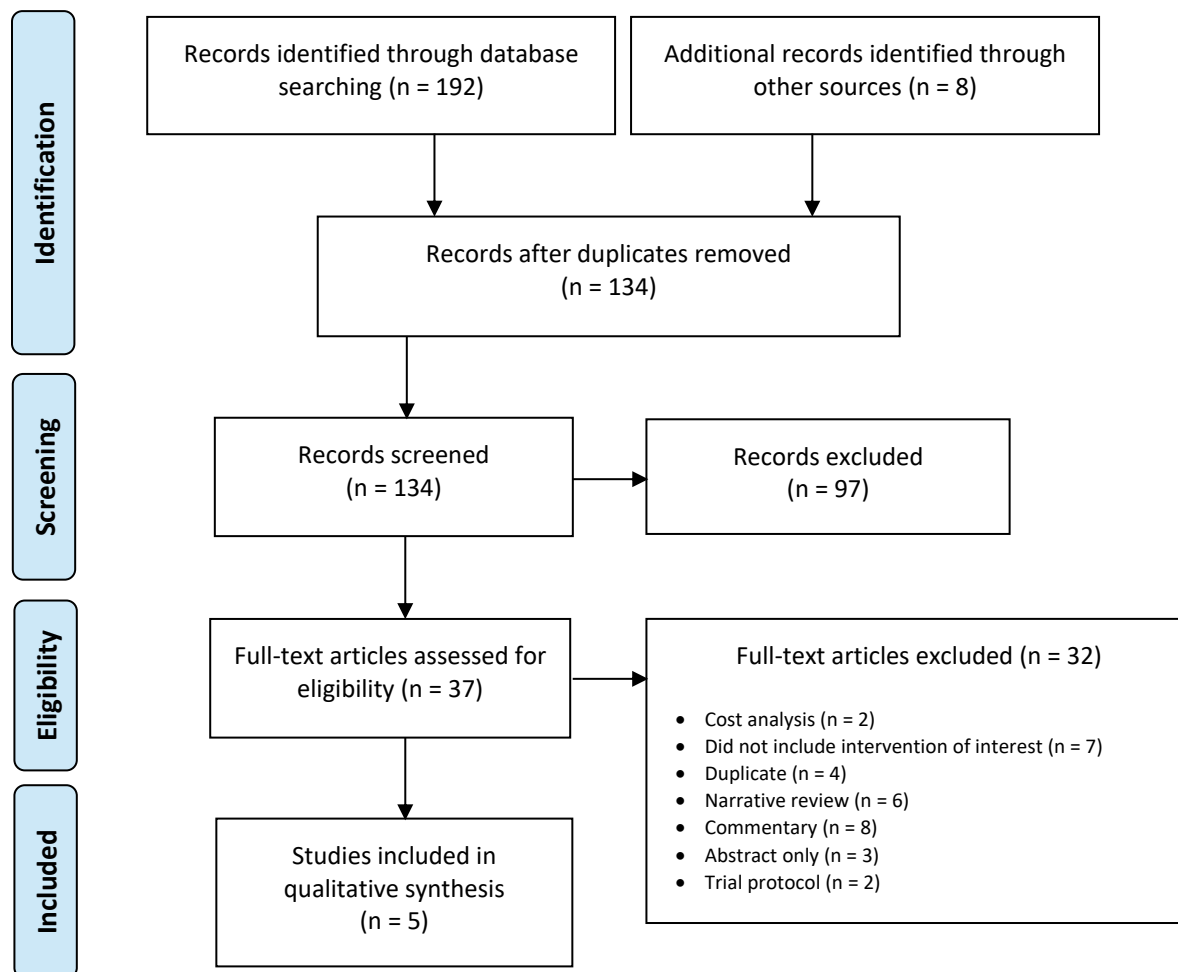 Identification
Records identified through database
searching (n = 192)
Additional records identified through
other sources (n = 8)
Records after duplicates removed
(n = 134)
Screening
Records screened
(n = 134)
Records excluded
(n = 97)
Eligibility
Full-text articles assessed for
eligibility (n = 37)
Full-text articles excluded (n = 32)
• Cost analysis (n = 2)
• Did not include intervention of interest (n = 7)
• Duplicate (n = 4)
• Narrative review (n = 6)
• Commentary (n = 8)
• Abstract only (n = 3)
• Trial protocol (n = 2)
Included
Studies included in
qualitative synthesis
(n = 5)